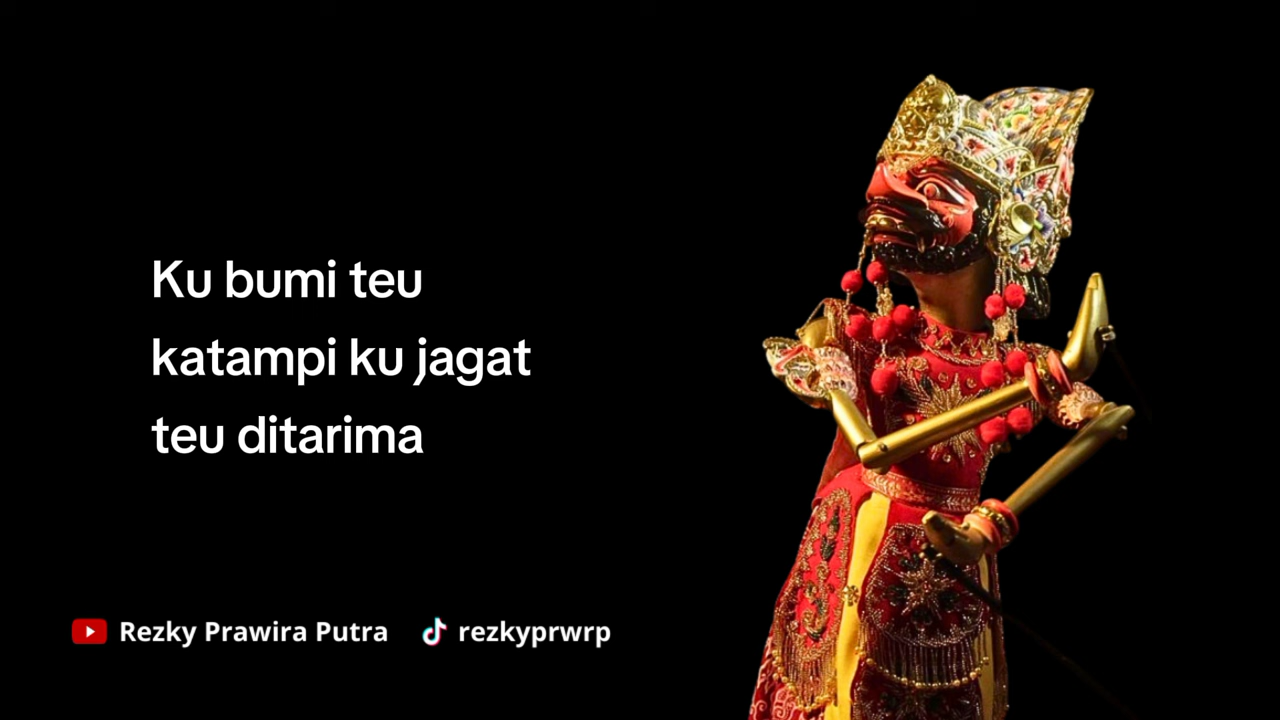 Ku bumi teu
katampi ku jagat
teu ditarima
Rezky Prawira Putra rezkyprwrp